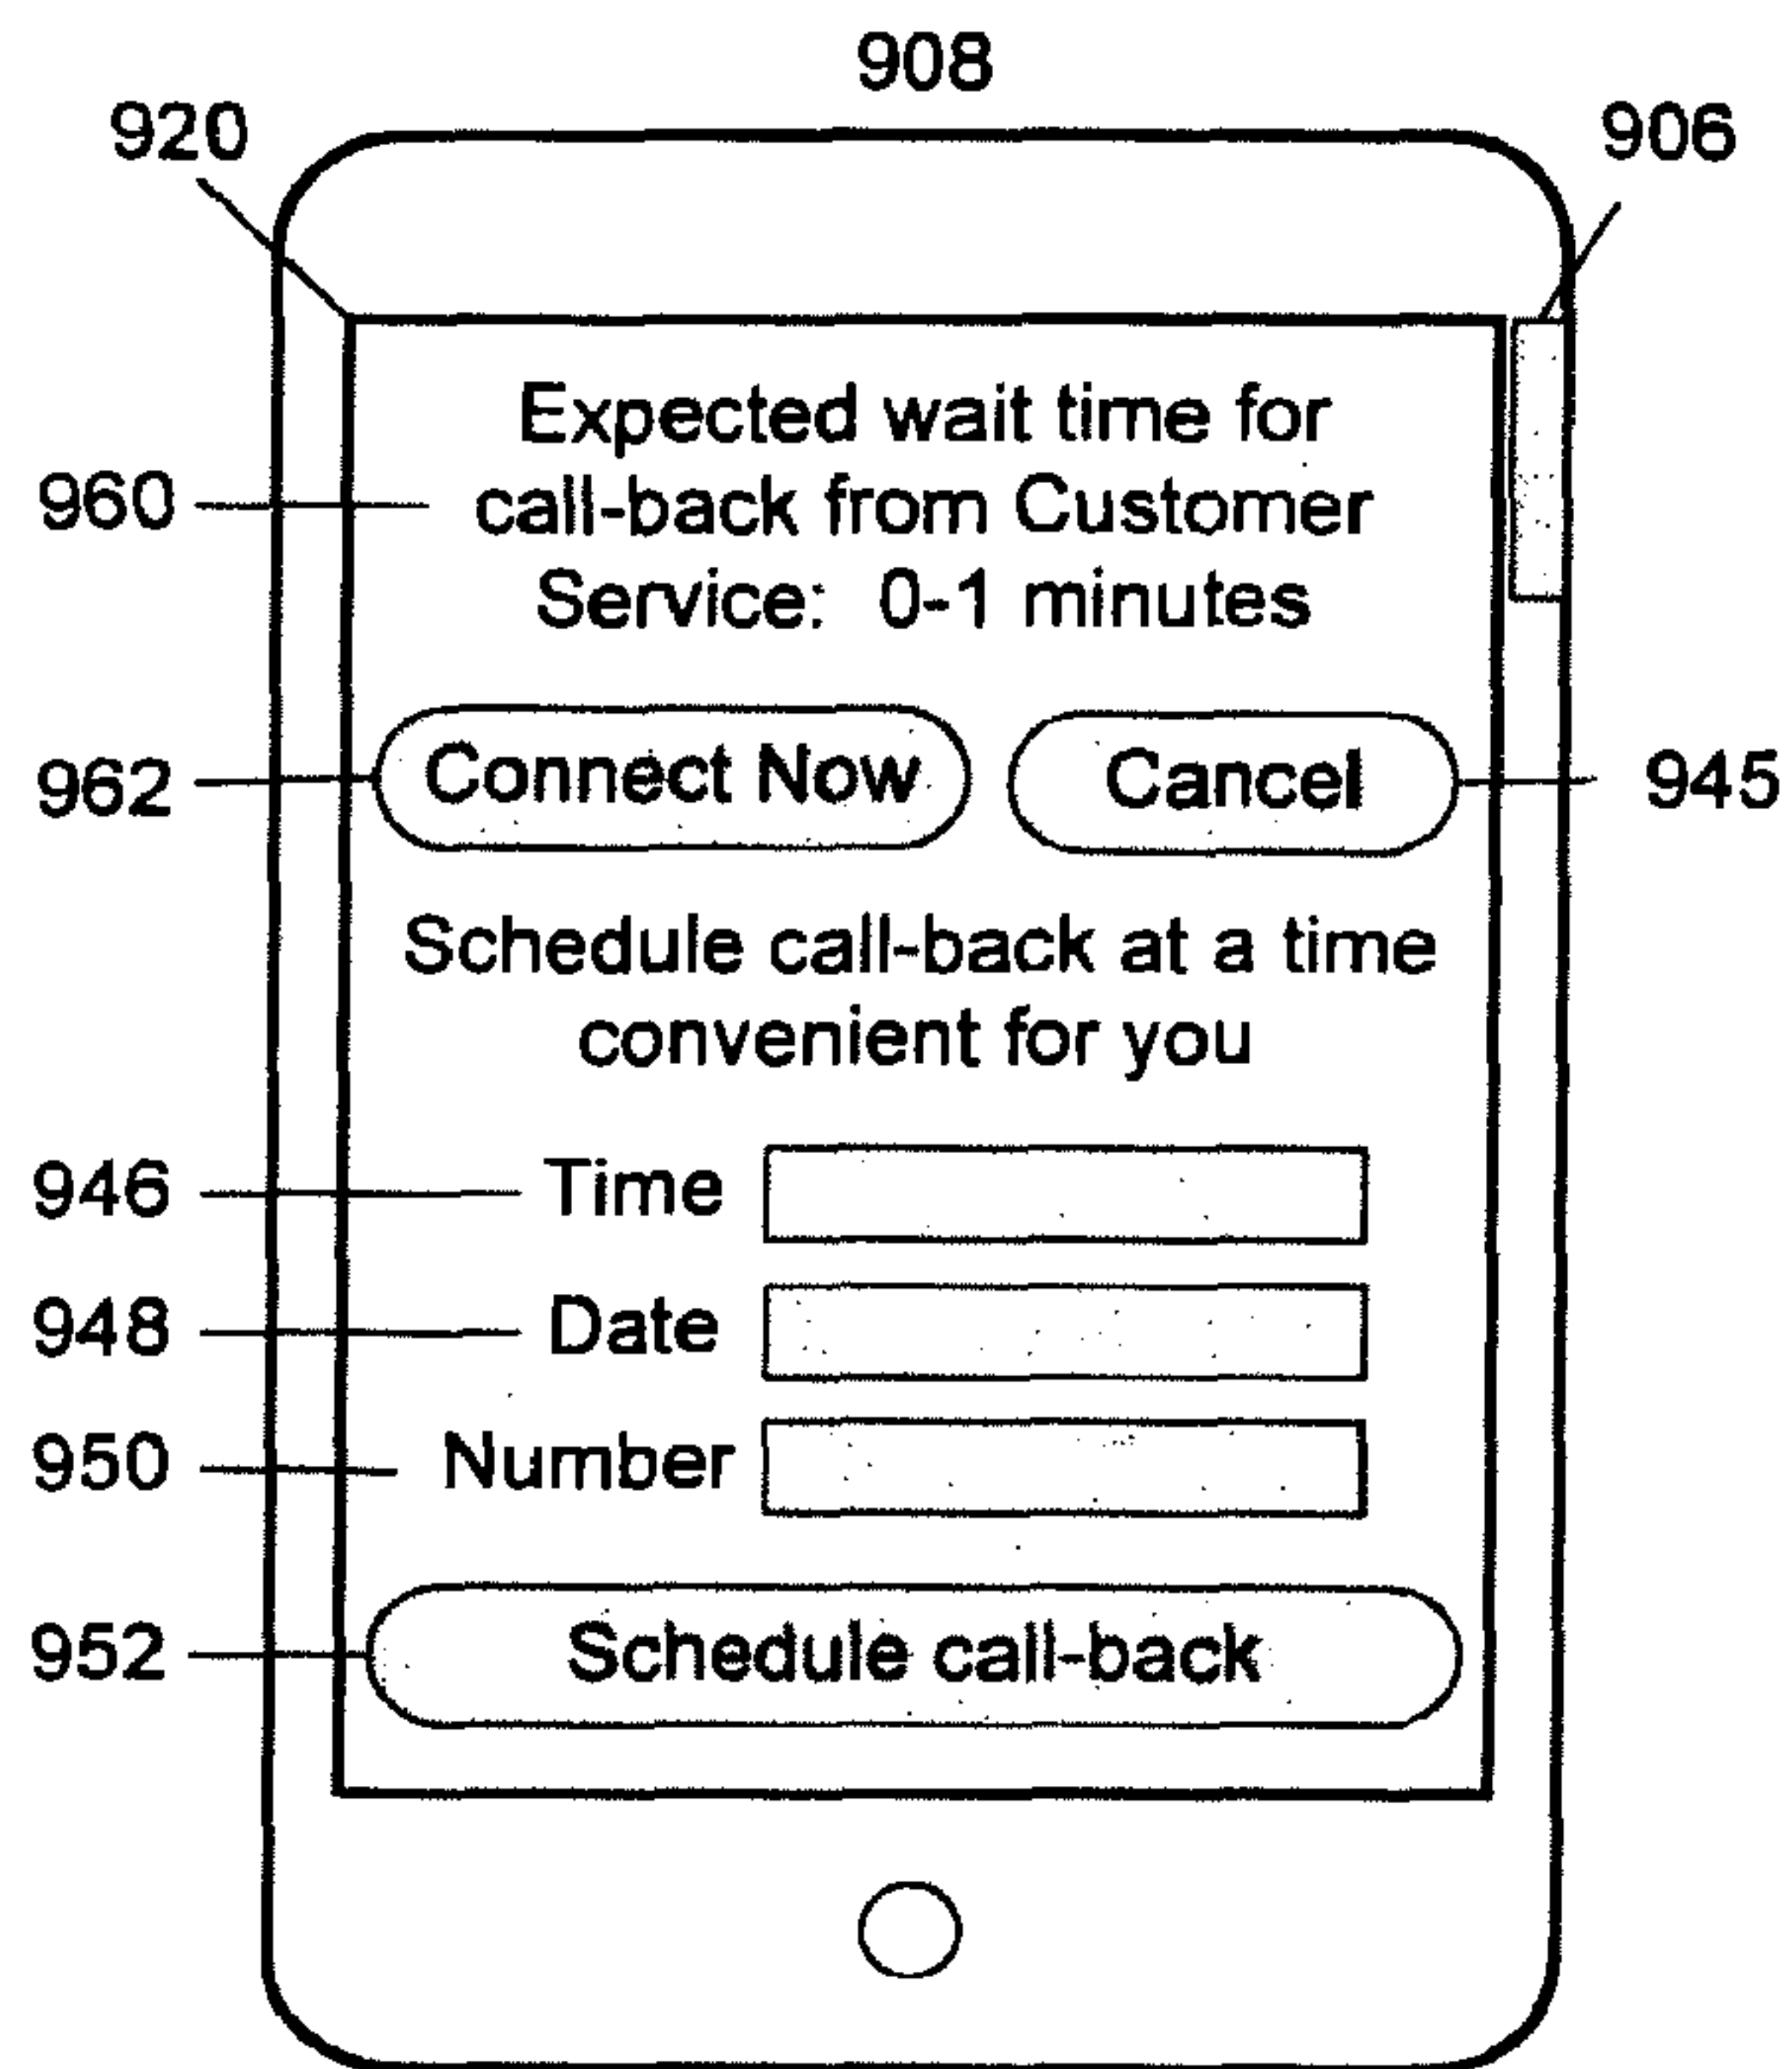 908
920
906
Expected wait time for
960
call-back from Customer
Service: 0-1 minutes
962
Connect Now
Cancel
945
Schedule call-back at a time
convenient for you
946
Time
948
Date
950
Number
952
Schedule call-back